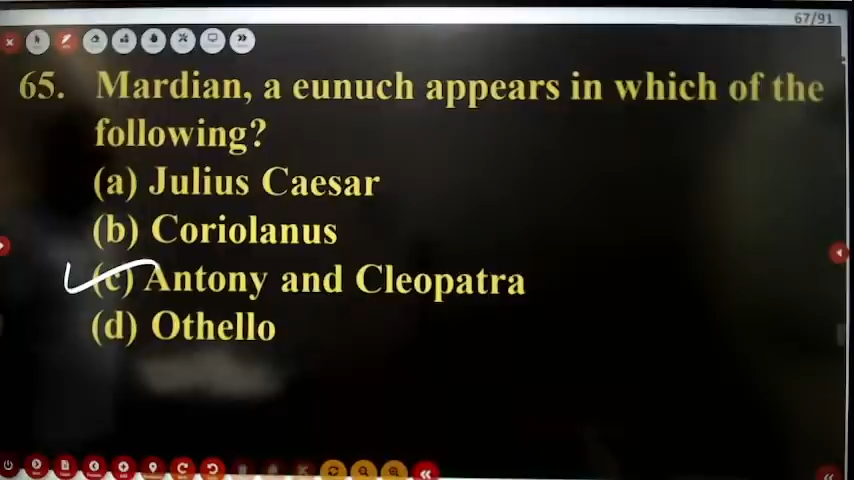 67/91
65. Mardian, a eunuch appears in which of the
following?
(a) Julius Caesar
(b) Coriolanus
(c) Antony and Cleopatra
(d) Othello